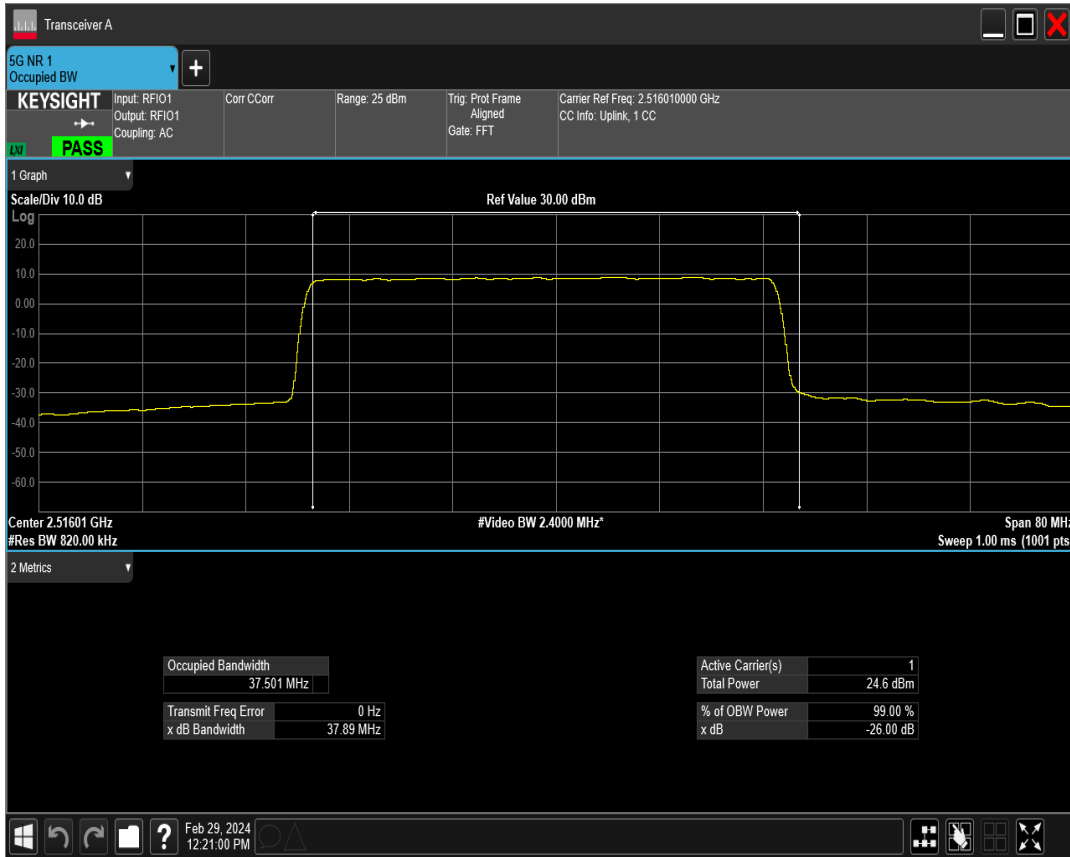 Transceiver A
5G NR 1
Occupied BW
KEYSIGHT
LXI
PASS
Input: RFIO1
Output: RFIO1
Coupling: AC
Corr CCorr
Range: 25 dBm
Trig: Prot Frame
Aligned
Gate: FFT
Carrier Ref Freq: 2.516010000 GHz
CC Info: Uplink, 1 CC
1 Graph
Scale/Div 10.0 dB
Ref Value 30.00 dBm
Log
20.0
10.0
0.00
-10.0
-20.0
-30.0
-40.0
-50.0
-60.0
Center 2.51601 GHz
#Video BW 2.4000 MHz*
Span 80 MHz
#Res BW 820.00 kHz
Sweep 1.00 ms (1001 pts
2 Metrics
Occupied Bandwidth
37.501 MHz
Transmit Freq Error 0 Hz
x dB Bandwidth 37.89 MHz
Active Carrier(s) 1
Total Power 24.6 dBm
% of OBW Power 99.00 %
x dB -26.00 dB
?
Feb 29, 2024
12:21:00 PM